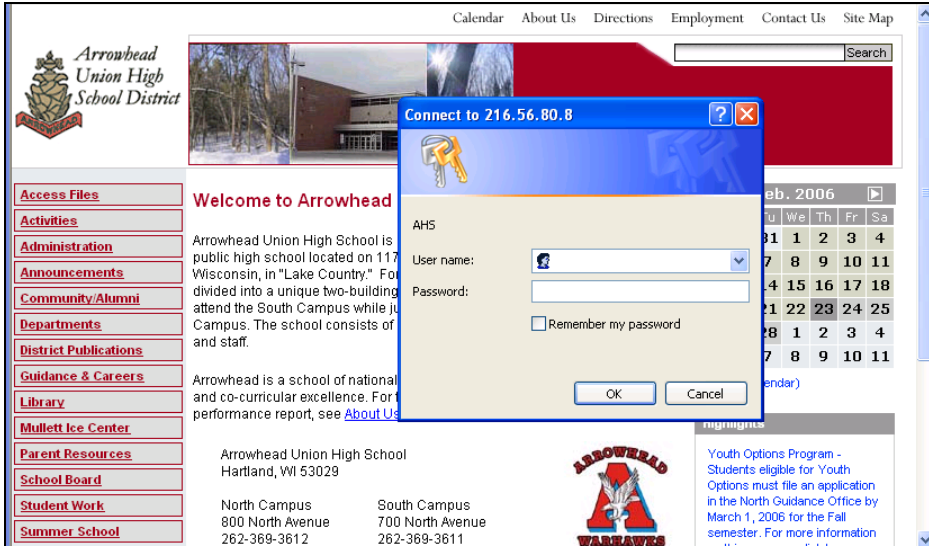 Calendar About Us Directions Employment Contact Us Site Map
Arrowhead
Union High
School District
ARROWHEAD
Search
Connect to 216.56.80.8
AHS
User name:
Password:
Remember my password
OK Cancel
Access Files
Activities
Administration
Announcements
Community/Alumni
Departments
District Publications
Guidance & Careers
Library
Mullett Ice Center
Parent Resources
School Board
Student Work
Summer School
Welcome to Arrowhead
Arrowhead Union High School is
public high school located on 117
Wisconsin, in "Lake Country." For
divided into a unique two-building
attend the South Campus while ju
Campus. The school consists of
and staff.
Arrowhead is a school of national
and co-curricular excellence. For
performance report, see About Us
Arrowhead Union High School
Hartland, WI 53029
North Campus South Campus
800 North Avenue 700 North Avenue
262-369-3612 262-369-3611
ARROWHEAD
A
WARHAWKS
eb. 2006
We Th Fr Sa
31 1 2 3 4
7 8 9 10 11
14 15 16 17 18
21 22 23 24 25
28 1 2 3 4
7 8 9 10 11
endar)
Highlights
Youth Options Program -
Students eligible for Youth
Options must file an application
in the North Guidance Office by
March 1, 2006 for the Fall
semester. For more information